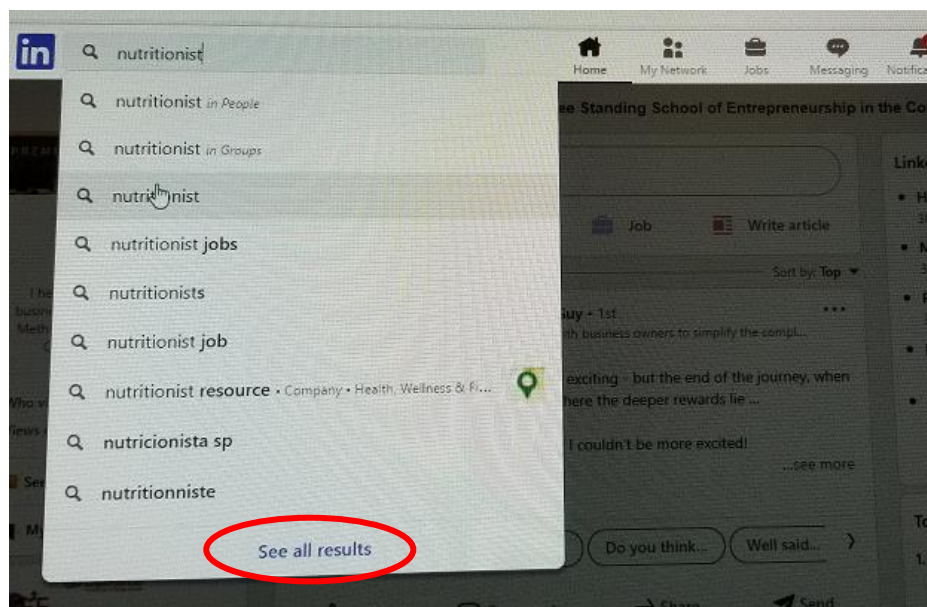 in
nutritionist
Home
My Network
Jobs
Messaging
nutritionist in People
nutritionist in Groups
nutritionist
nutritionist jobs
nutritionists
nutritionist job
nutritionist resource • Company • Health, Wellness & Fi...
nutricionista sp
nutritionniste
See all results
ee Standing School of Entrepreneurship in the Co
Job
Write article
Sort by: Top
uy • 1st
th business owners to simplify the compl...
exciting - but the end of the journey, when
here the deeper rewards lie ...
I couldn't be more excited!
...see more
Do you think...
Well said...
Share
Send
Link
1.